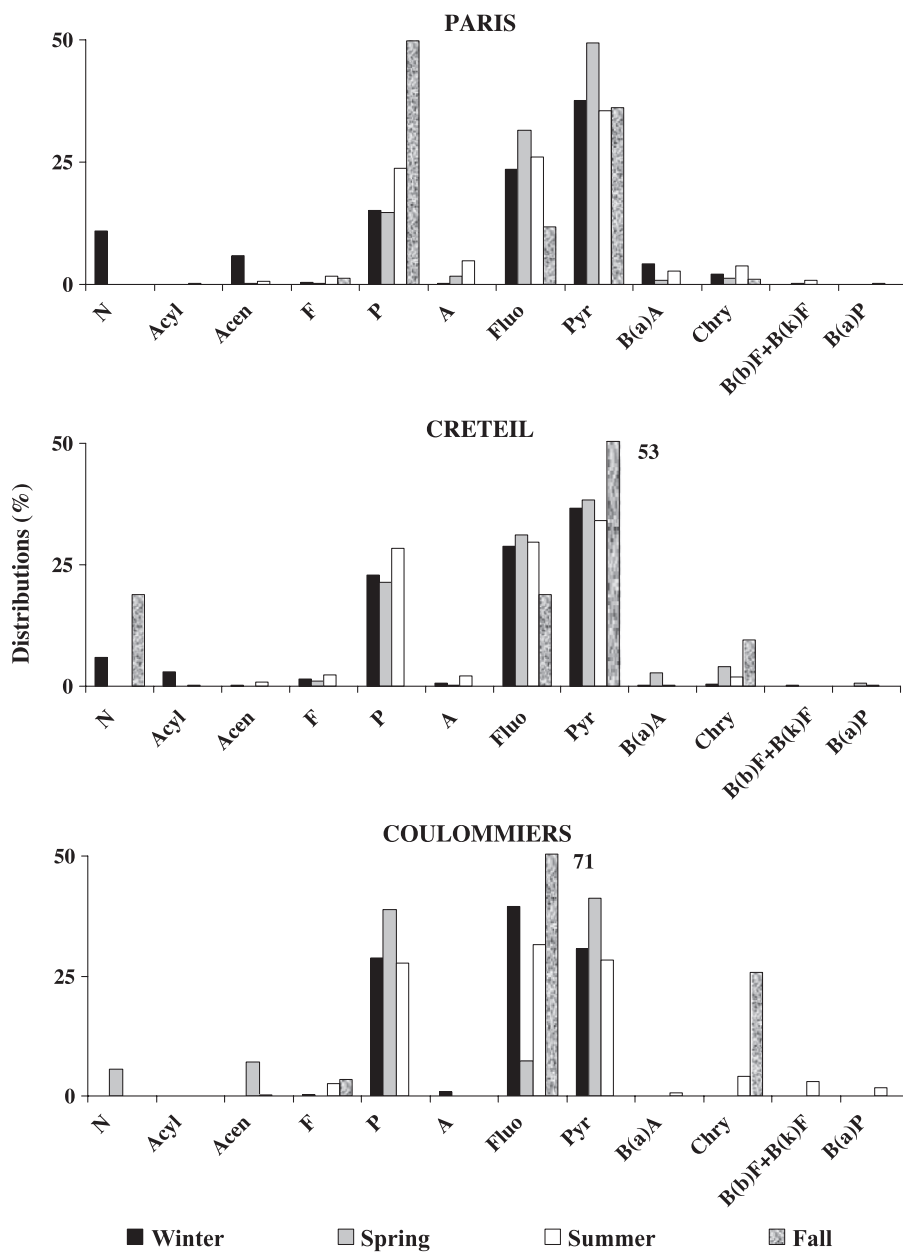 PARIS
50
25
0
N Acyl Acen F P A Fluo Pyr B(a)A Chry B(b)F+B(k)F B(a)P
CRETEIL
Distributions (%)
50
53
25
0
N Acyl Acen F P A Fluo Pyr B(a)A Chry B(b)F+B(k)F B(a)P
COULOMMIERS
50
71
25
0
N Acyl Acen F P A Fluo Pyr B(a)A Chry B(b)F+B(k)F B(a)P
Winter Spring Summer Fall